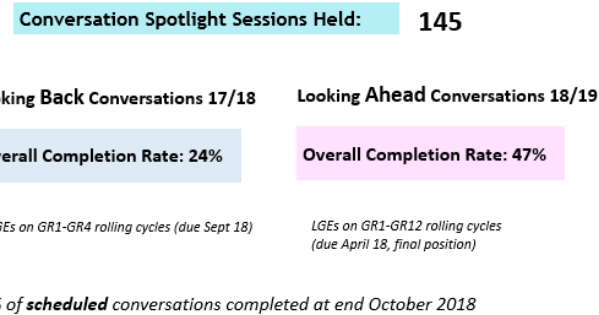 Conversation Spotlight Sessions Held: 145
king Back Conversations 17/18
Looking Ahead Conversations 18/19
erall Completion Rate: 24%
Overall Completion Rate: 47%
GEs on GR1-GR4 rolling cycles (due Sept 18)
LGEs on GR1-GR12 rolling cycles
(due April 18, final position)
of scheduled conversations completed at end October 2018